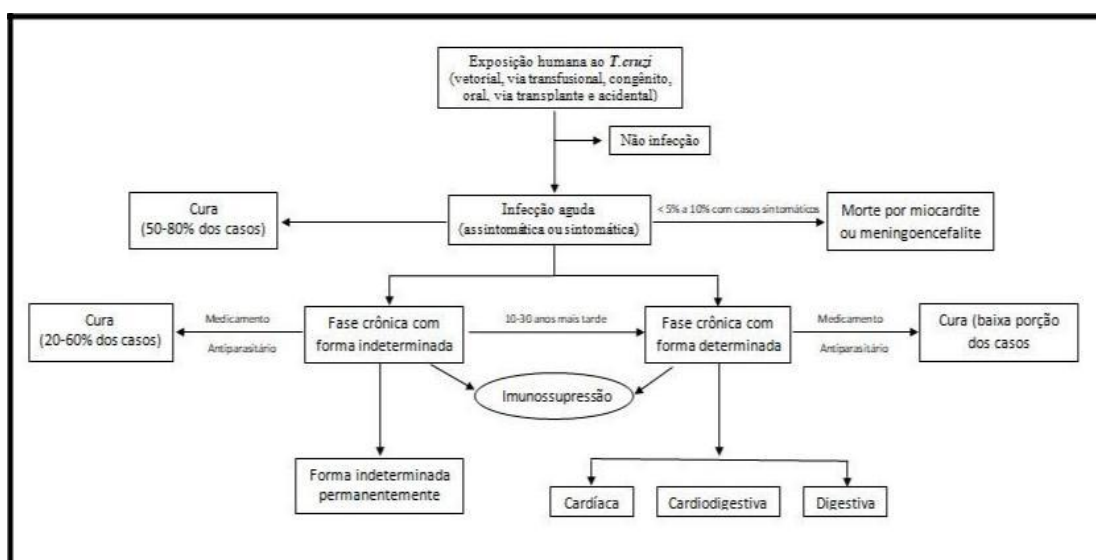 Exposição humana ao T.cruzi
(vetorial, via transfusional, congênito,
oral, via transplante e acidental)
Não infecção
Cura
(50-80% dos casos)
Infecção aguda
(assintomática ou sintomática)
< 5% a 10% com casos sintomáticos
Morte por miocardite
ou meningoencefalite
Cura
(20-60% dos casos)
Medicamento
Antiparasitário
Fase crônica com
forma indeterminada
10-30 anos mais tarde
Fase crônica com
forma determinada
Medicamento
Antiparasitário
Cura (baixa porção
dos casos
Imunossupressão
Forma indeterminada
permanentemente
Cardíaca
Cardiodigestiva
Digestiva